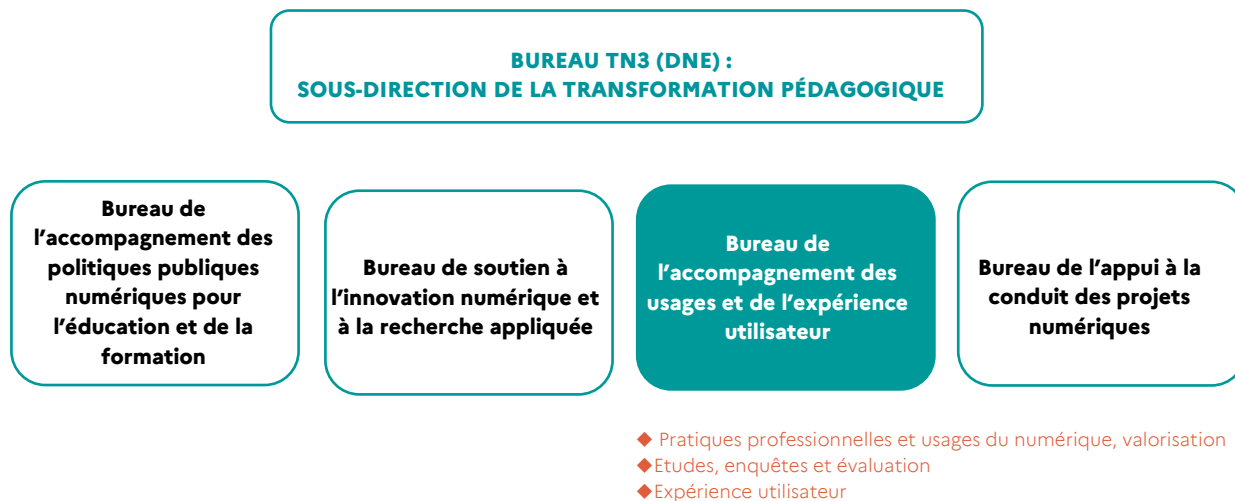 BUREAU TN3 (DNE) :
SOUS-DIRECTION DE LA TRANSFORMATION PÉDAGOGIQUE
Bureau de
l'accompagnement des
politiques publiques
numériques pour
l'éducation et de la
formation
Bureau de soutien à
l'innovation numérique et
à la recherche appliquée
Bureau de
l'accompagnement des
usages et de l'expérience
utilisateur
Bureau de l'appui à la
conduit des projets
numériques
◆ Pratiques professionnelles et usages du numérique, valorisation
◆Etudes, enquêtes et évaluation
◆Expérience utilisateur